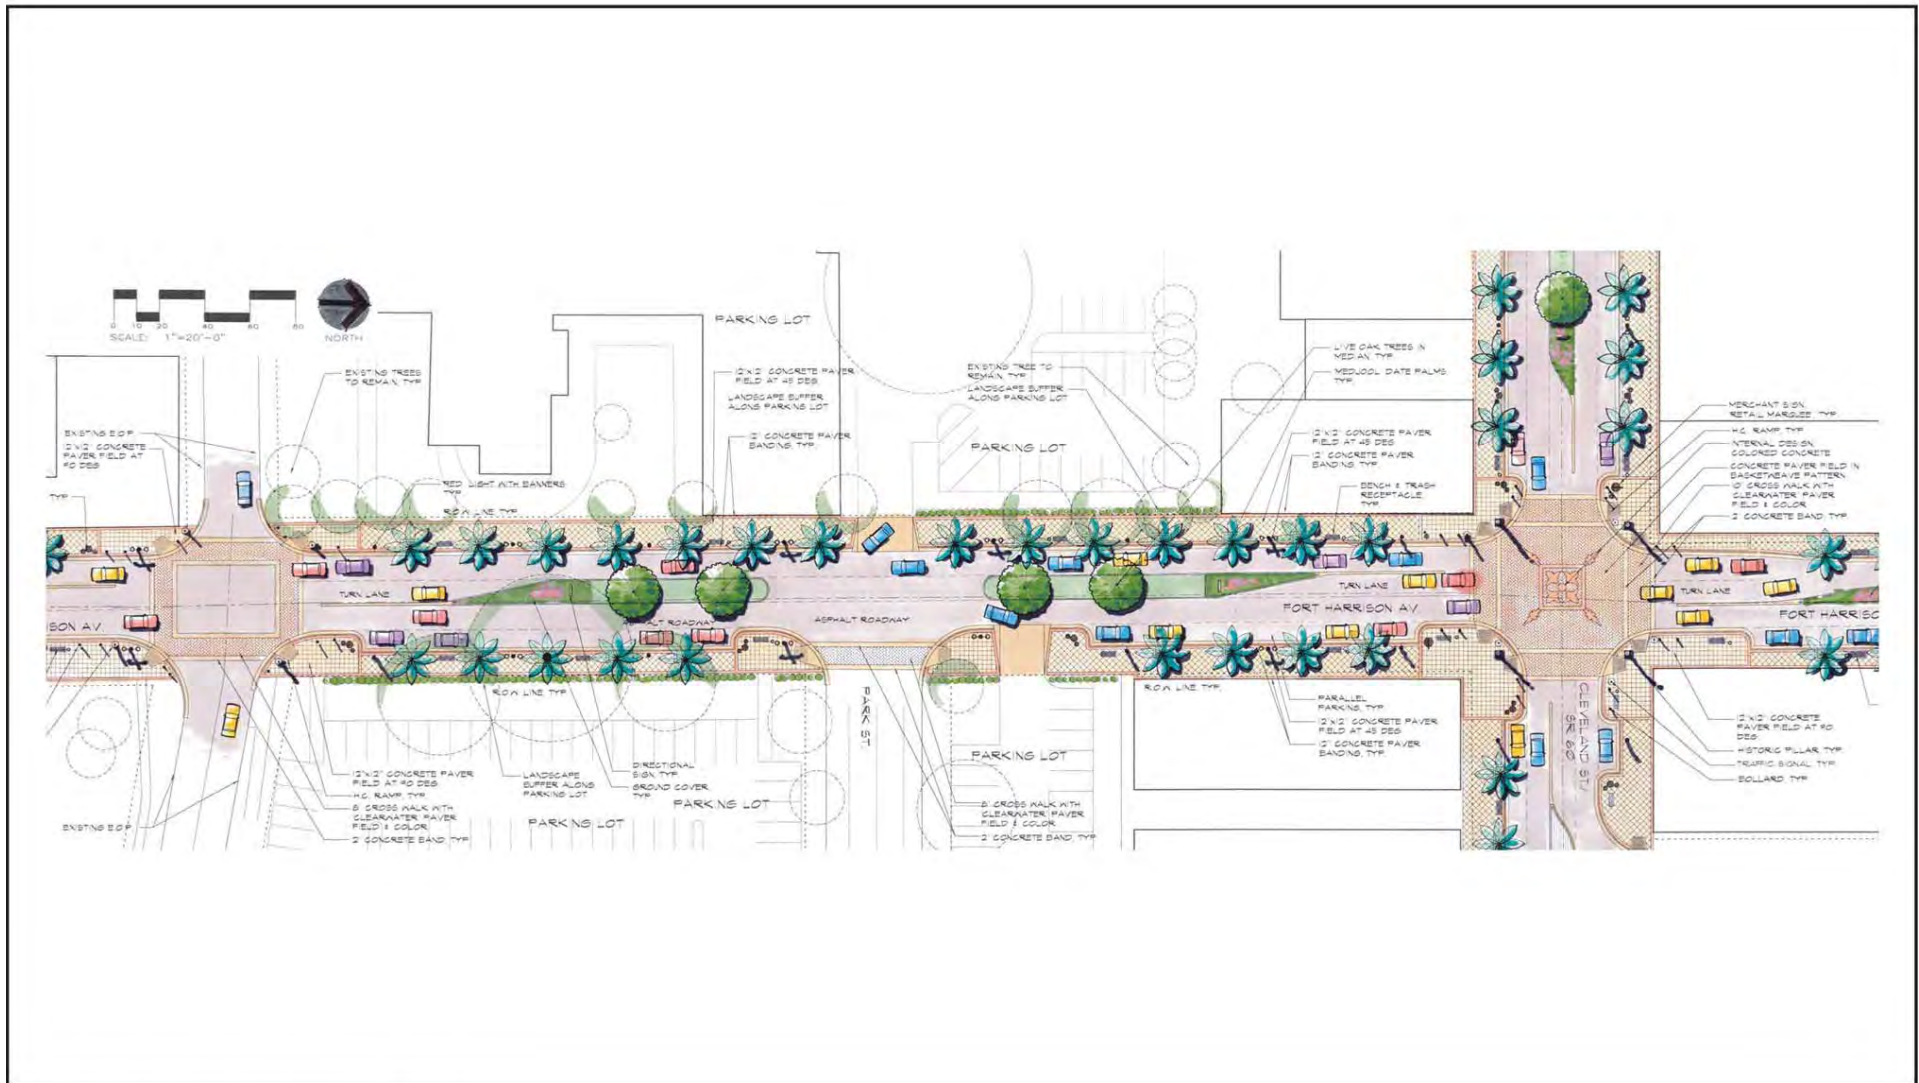 0 10 20 40 60 80
SCALE: 1"=20'-0"
NORTH
EXISTING TREES
TO REMAIN, TYP.
EXISTING E.O.P.
12"x12" CONCRETE
PAVER FIELD AT
90 DEG
TYP.
PARKING LOT
12"x12" CONCRETE PAVER
FIELD AT 45 DEG
LANDSCAPE BUFFER
ALONG PARKING LOT
12" CONCRETE PAVER
BANDING, TYP.
PED. LIGHT WITH BANNERS
TYP.
R.O.W. LINE, TYP.
EXISTING TREE TO
REMAIN, TYP.
LANDSCAPE BUFFER
ALONG PARKING LOT
PARKING LOT
LIVE OAK TREES IN
MEDIAN, TYP.
MEDJOOL DATE PALMS
TYP.
12"x12" CONCRETE PAVER
FIELD AT 45 DEG.
12" CONCRETE PAVER
BANDING, TYP.
BENCH & TRASH
RECEPTACLE,
TYP.
MERCHANT SIGN
RETAIL MARQUEE, TYP.
H.C. RAMP, TYP.
INTERNAL DESIGN,
COLORED CONCRETE
CONCRETE PAVER FIELD IN
BASKETWEAVE PATTERN
10' CROSS WALK WITH
CLEARWATER PAVER
FIELD & COLOR
2' CONCRETE BAND, TYP.
TURN LANE
ASPHALT ROADWAY
ASPHALT ROADWAY
TURN LANE
FORT HARRISON AV.
TURN LANE
FORT HARRISO
SON AV.
R.O.W. LINE, TYP.
PARK ST.
R.O.W. LINE, TYP.
CLEVELAND ST./
SR 60
PARALLEL
PARKING, TYP.
12"x12" CONCRETE PAVER
FIELD AT 45 DEG
12" CONCRETE PAVER
BANDING, TYP.
12"x12" CONCRETE
PAVER FIELD AT 90
DEG
HISTORIC PILLAR, TYP.
TRAFFIC SIGNAL, TYP.
BOLLARD, TYP.
EXISTING E.O.P.
12"x12" CONCRETE PAVER
FIELD AT 90 DEG
H.C. RAMP, TYP.
8' CROSS WALK WITH
CLEARWATER PAVER
FIELD & COLOR
2' CONCRETE BAND, TYP.
LANDSCAPE
BUFFER ALONG
PARKING LOT
DIRECTIONAL
SIGN, TYP.
GROUND COVER
TYP.
PARKING LOT
PARKING LOT
PARKING LOT
8' CROSS WALK WITH
CLEARWATER PAVER
FIELD & COLOR
2' CONCRETE BAND, TYP.